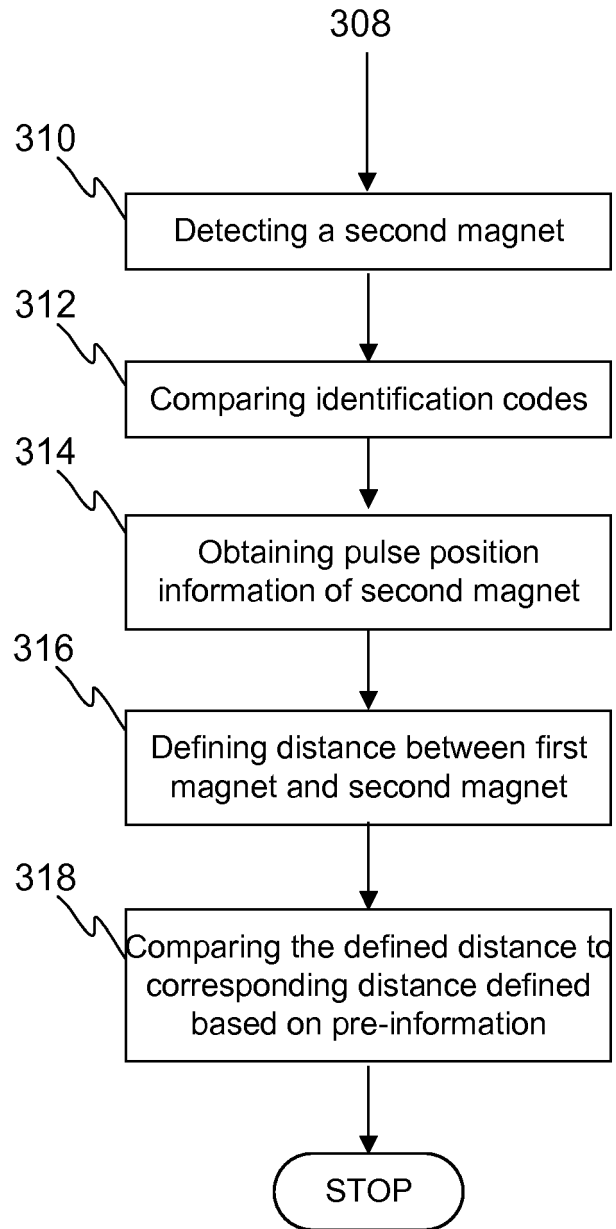 308
310
Detecting a second magnet
312
Comparing identification codes
314
Obtaining pulse position
information of second magnet
316
Defining distance between first
magnet and second magnet
318
Comparing the defined distance to
corresponding distance defined
based on pre-information
STOP